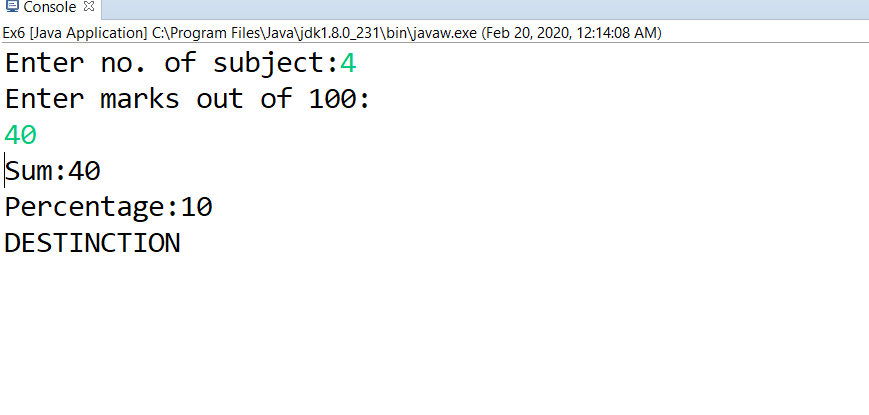 Console
Ex6 [Java Application] C:\Program Files\Java\jdk1.8.0_231\bin\javaw.exe (Feb 20, 2020, 12:14:08 AM)
Enter no. of subject:4
Enter marks out of 100:
40
Sum:40
Percentage:10
DESTINCTION